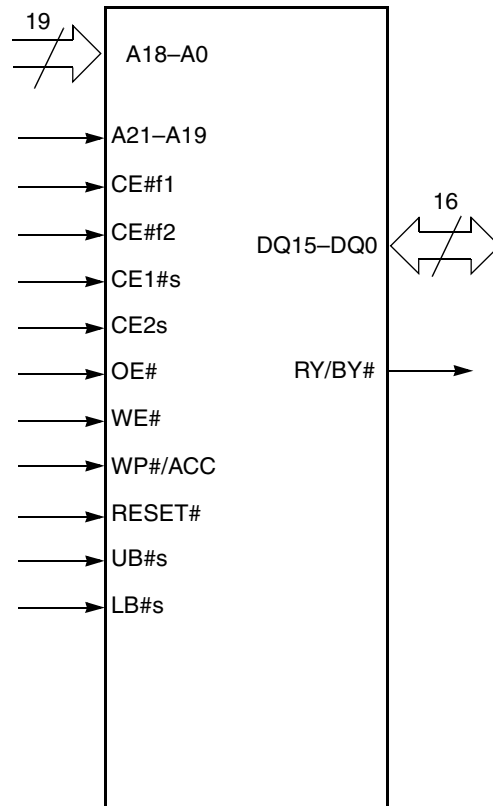 19
A18–A0
A21–A19
CE#f1
CE#f2
CE1#s
CE2s
OE#
WE#
WP#/ACC
RESET#
UB#s
LB#s
16
DQ15–DQ0
RY/BY#